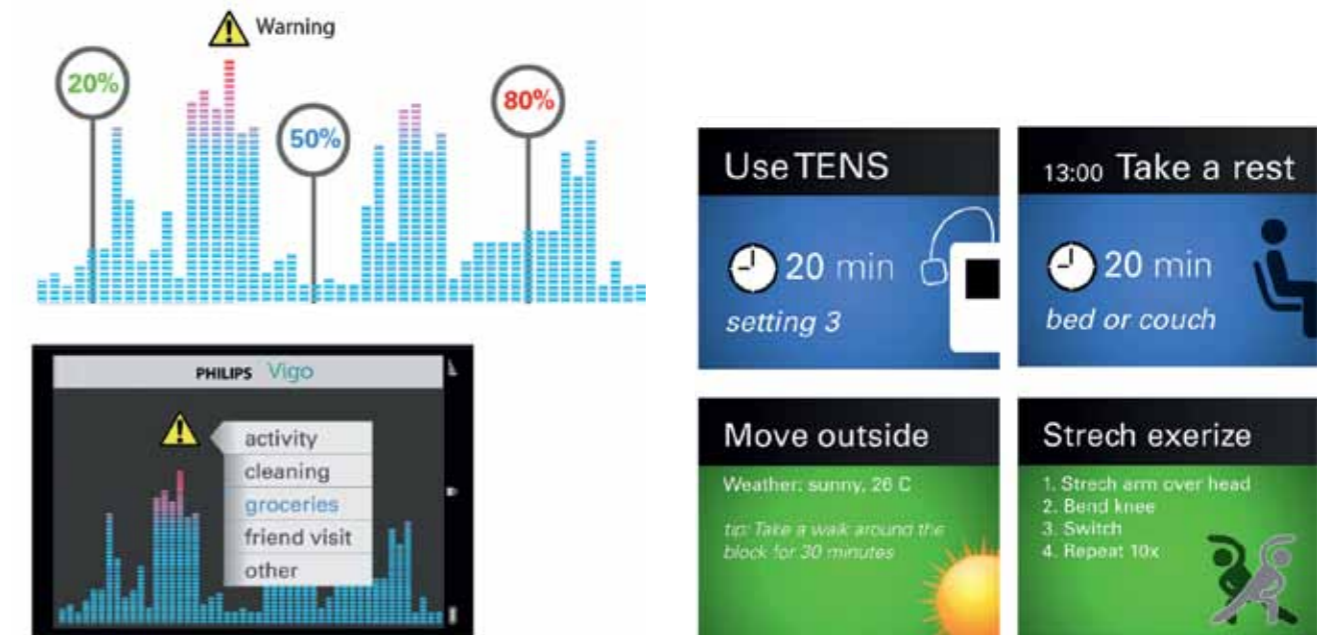 Warning
20%
50%
80%
PHILIPS Vigo
activity
cleaning
groceries
friend visit
other
Use TENS
20 min
setting 3
13:00 Take a rest
20 min
bed or couch
Move outside
Weather: sunny, 26 C
tip: Take a walk around the
block for 30 minutes
Strech exerize
1. Strech arm over head
2. Bend knee
3. Switch
4. Repeat 10x